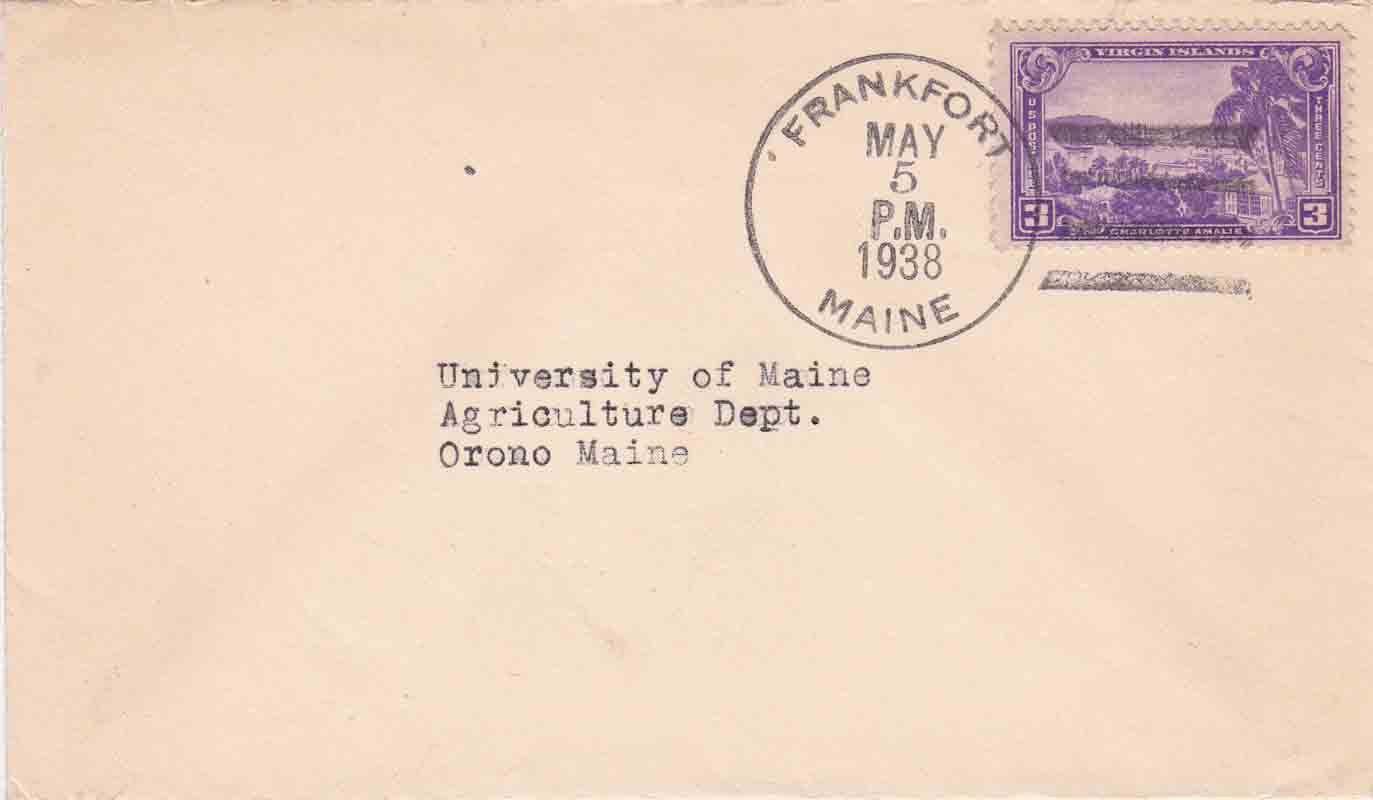 FRANKFORT
MAY
5
P.M.
1938
MAINE
VIRGIN ISLANDS
THREE CENTS
3
3
CHARLOTTE AMALIE
University of Maine
Agriculture Dept.
Orono Maine